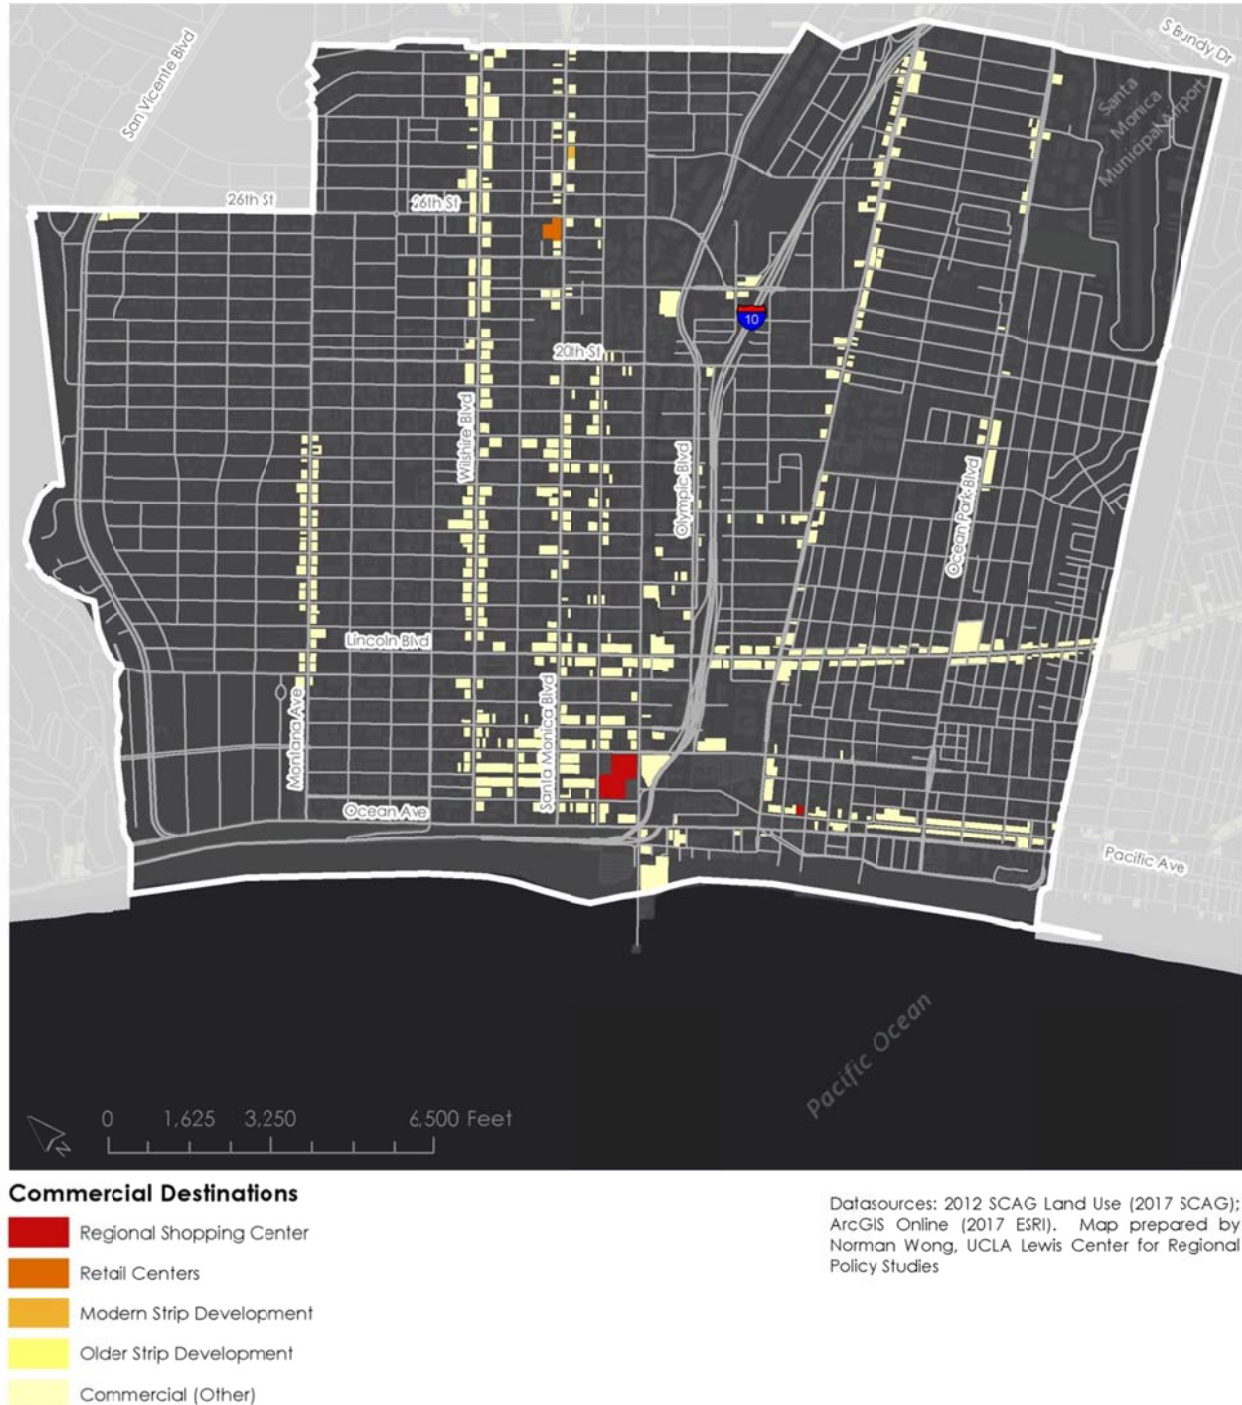 S Bundy Dr
San Vicente Blvd
Santa
Monica
Municipal Airport
26th St
26th St
10
20th St
Wilshire Blvd
Olympic Blvd
Ocean Park Blvd
Lincoln Blvd
Montana Ave
Santa Monica Blvd
Ocean Ave
Pacific Ave
Pacific Ocean
0 1,625 3,250 6,500 Feet
N
Commercial Destinations
Regional Shopping Center
Retail Centers
Modern Strip Development
Older Strip Development
Commercial (Other)
Datasources: 2012 SCAG Land Use (2017 SCAG);
ArcGIS Online (2017 ESRI). Map prepared by
Norman Wong, UCLA Lewis Center for Regional
Policy Studies